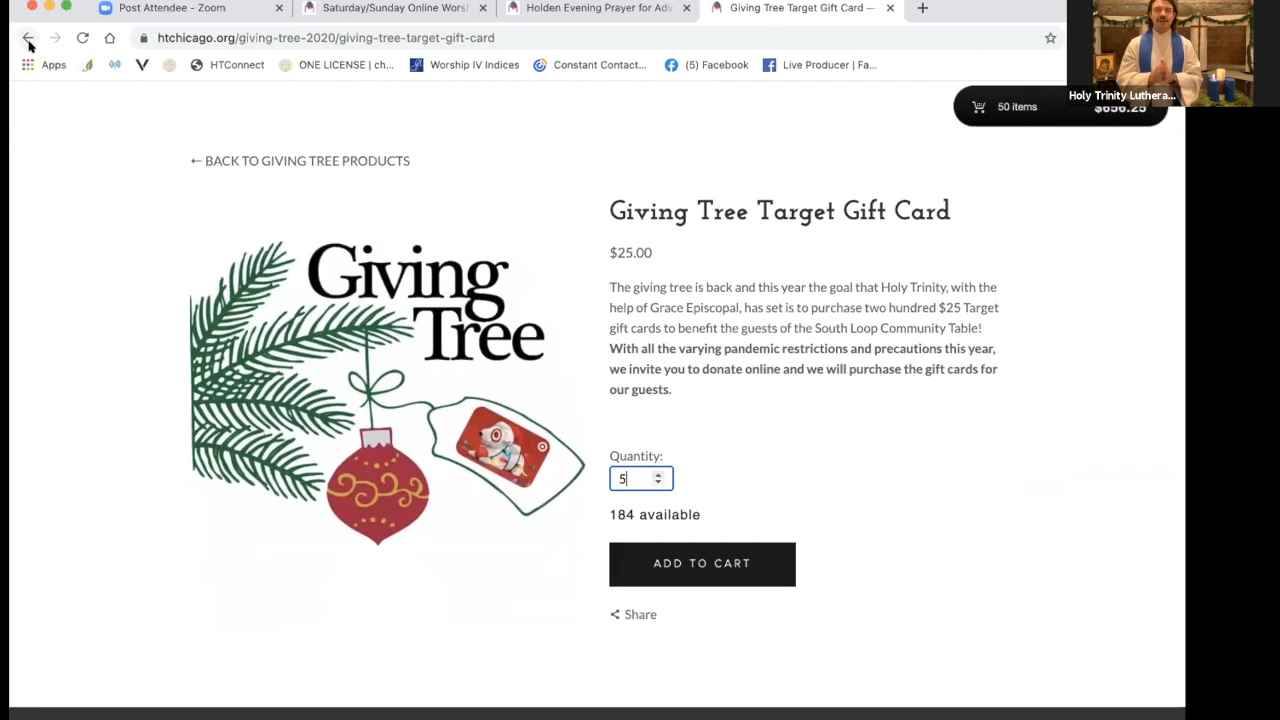 Post Attendee - Zoom
Saturday/Sunday Online Wors
Holden Evening Prayer for Adv
Giving Tree Target Gift Card —
htchicago.org/giving-tree-2020/giving-tree-target-gift-card
Apps
HTConnect
ONE LICENSE | ch...
Worship IV Indices
Constant Contact...
(5) Facebook
Live Producer | Fa...
Holy Trinity Luthera...
50 items
$656.25
← BACK TO GIVING TREE PRODUCTS
Giving Tree Target Gift Card
$25.00
The giving tree is back and this year the goal that Holy Trinity, with the
help of Grace Episcopal, has set is to purchase two hundred $25 Target
gift cards to benefit the guests of the South Loop Community Table!
With all the varying pandemic restrictions and precautions this year,
we invite you to donate online and we will purchase the gift cards for
our guests.
Giving
Tree
Quantity:
5
184 available
ADD TO CART
Share